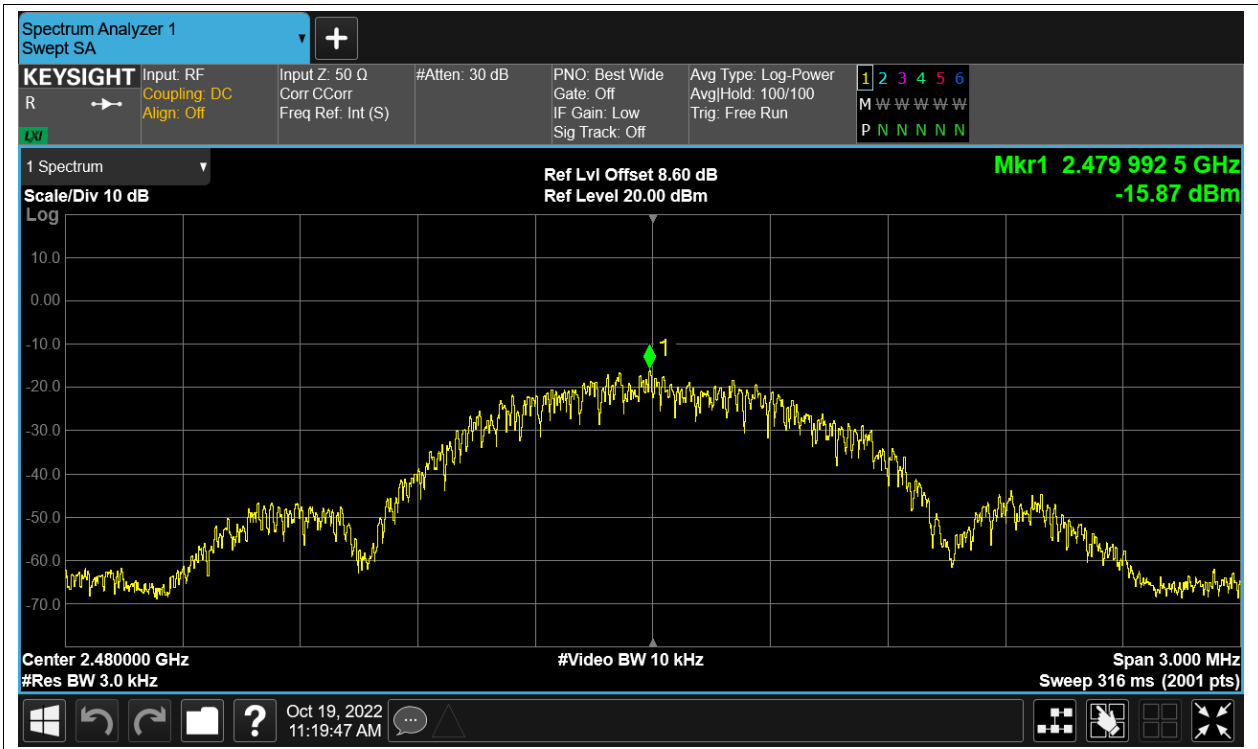 Spectrum Analyzer 1
Swept SA
KEYSIGHT
R
LXI
Input: RF
Coupling: DC
Align: Off
Input Z: 50 Ω
Corr CCorr
Freq Ref: Int (S)
#Atten: 30 dB
PNO: Best Wide
Gate: Off
IF Gain: Low
Sig Track: Off
Avg Type: Log-Power
Avg|Hold: 100/100
Trig: Free Run
1 2 3 4 5 6
M W W W W W
P N N N N N
1 Spectrum
Scale/Div 10 dB
Log
Ref Lvl Offset 8.60 dB
Ref Level 20.00 dBm
Mkr1 2.479 992 5 GHz
-15.87 dBm
10.0
0.00
-10.0
1
-20.0
-30.0
-40.0
-50.0
-60.0
-70.0
Center 2.480000 GHz
#Video BW 10 kHz
Span 3.000 MHz
#Res BW 3.0 kHz
Sweep 316 ms (2001 pts)
?
Oct 19, 2022
11:19:47 AM